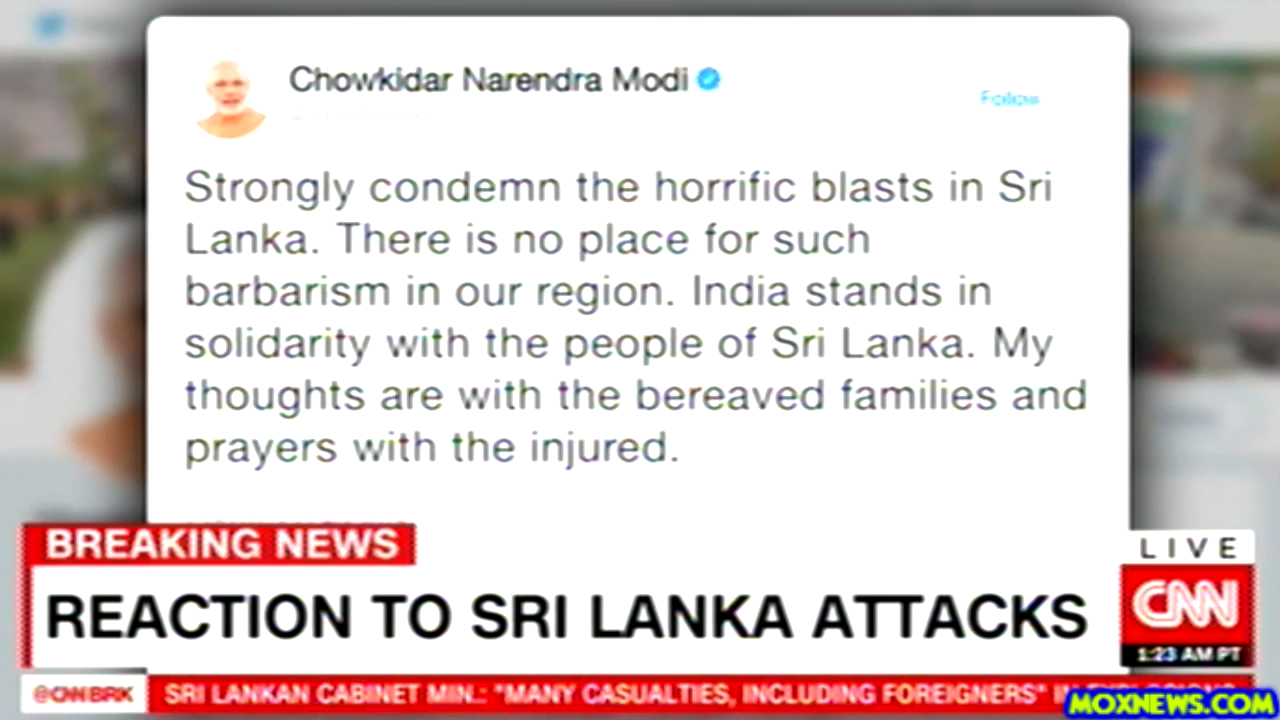 Chowkidar Narendra Modi
Follow
Strongly condemn the horrific blasts in Sri
Lanka. There is no place for such
barbarism in our region. India stands in
solidarity with the people of Sri Lanka. My
thoughts are with the bereaved families and
prayers with the injured.
BREAKING NEWS
LIVE
REACTION TO SRI LANKA ATTACKS
CNN
1:23 AM PT
@CNNBRK
SRI LANKAN CABINET MIN.: "MANY CASUALTIES, INCLUDING FOREIGNERS" IN
MOXNEWS.COM